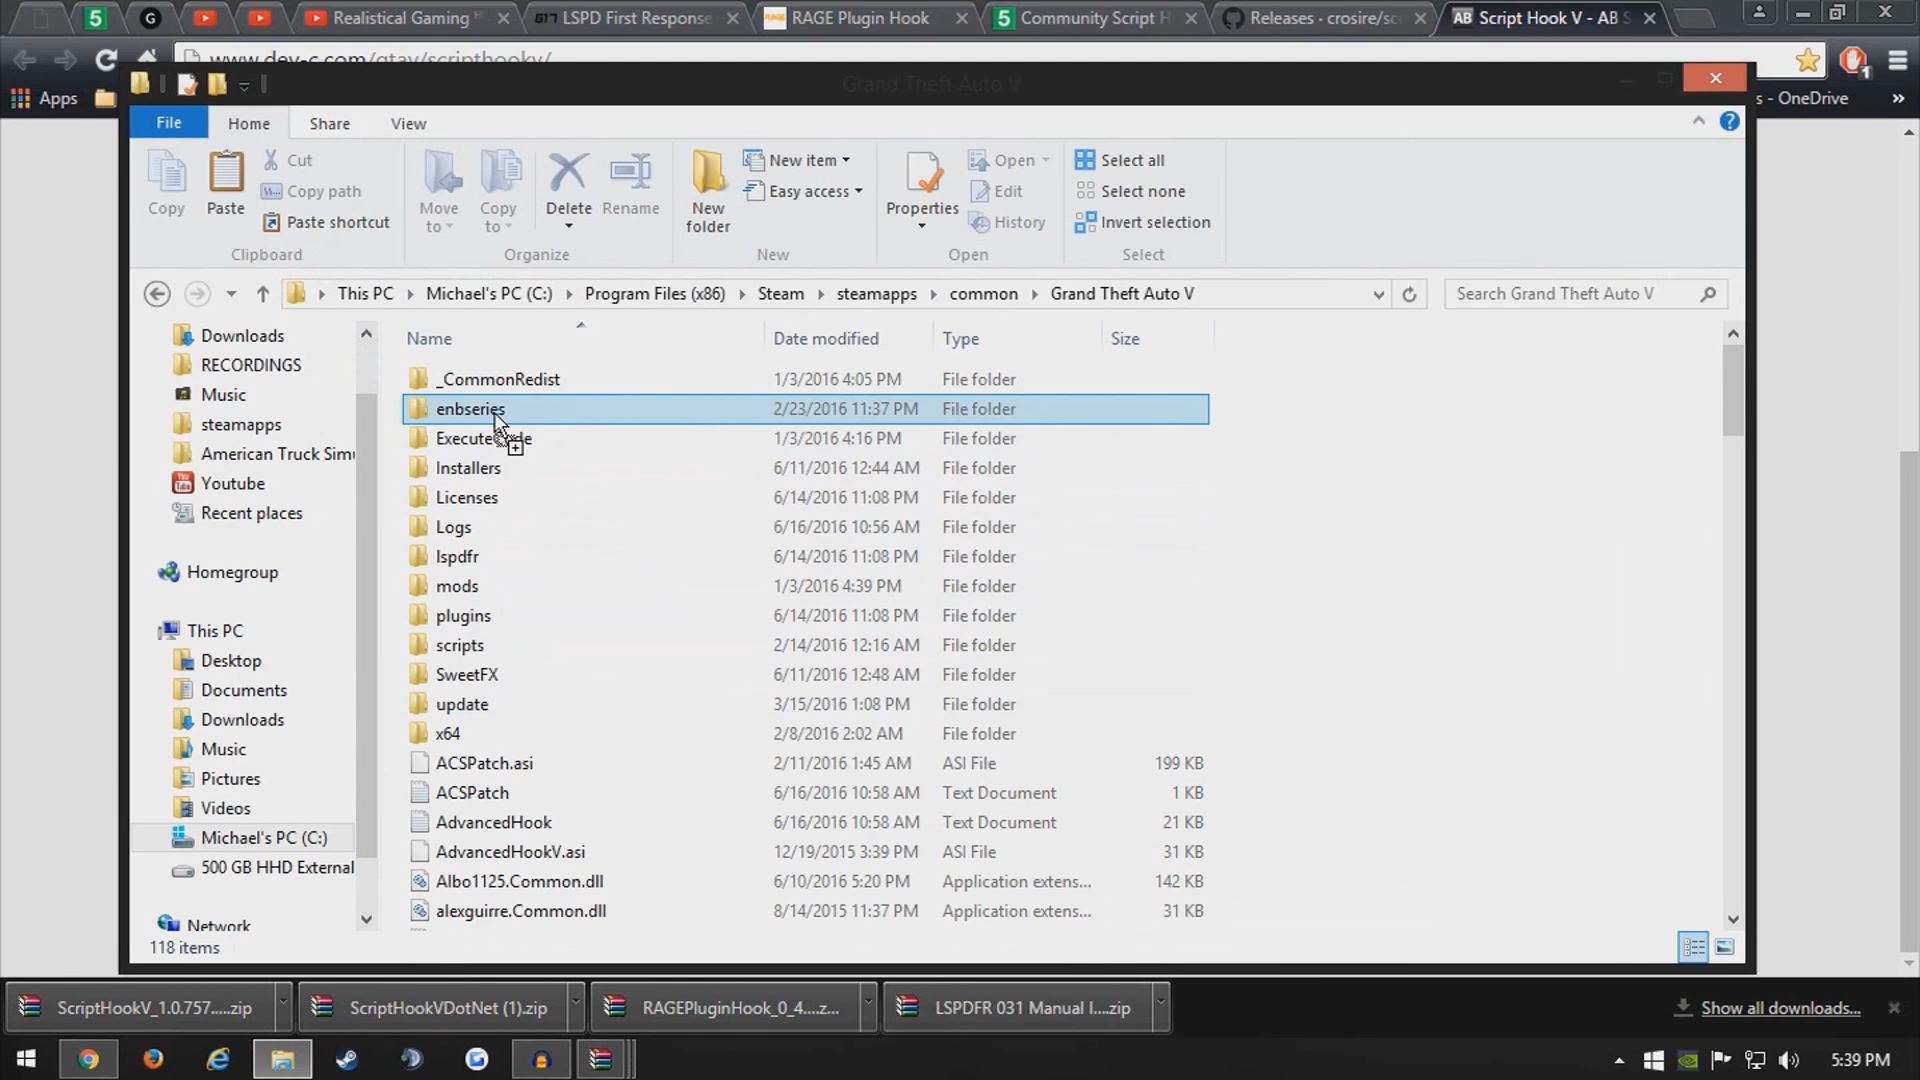 5 G Realistical Gaming LSPD First Response RAGE Plugin Hook 5 Community Script H Releases · crosire/scr AB Script Hook V - AB S
www.dev-c.com/gtav/scripthookv/
Grand Theft Auto V
Apps s - OneDrive »
File Home Share View
Copy Paste Cut Copy path Paste shortcut
Move to Copy to Delete Rename
New folder New item Easy access
Properties Open Edit History
Select all Select none Invert selection
Clipboard Organize New Open Select
This PC Michael's PC (C:) Program Files (x86) Steam steamapps common Grand Theft Auto V Search Grand Theft Auto V
Downloads
RECORDINGS
Music
steamapps
American Truck Simu
Youtube
Recent places
Homegroup
This PC
Desktop
Documents
Downloads
Music
Pictures
Videos
Michael's PC (C:)
500 GB HHD External
Network
Name Date modified Type Size
_CommonRedist 1/3/2016 4:05 PM File folder
enbseries 2/23/2016 11:37 PM File folder
1/3/2016 4:16 PM File folder
Installers 6/11/2016 12:44 AM File folder
Licenses 6/14/2016 11:08 PM File folder
Logs 6/16/2016 10:56 AM File folder
lspdfr 6/14/2016 11:08 PM File folder
mods 1/3/2016 4:39 PM File folder
plugins 6/14/2016 11:08 PM File folder
scripts 2/14/2016 12:16 AM File folder
SweetFX 6/11/2016 12:48 AM File folder
update 3/15/2016 1:08 PM File folder
x64 2/8/2016 2:02 AM File folder
ACSPatch.asi 2/11/2016 1:45 AM ASI File 199 KB
ACSPatch 6/16/2016 10:58 AM Text Document 1 KB
AdvancedHook 6/16/2016 10:58 AM Text Document 21 KB
AdvancedHookV.asi 12/19/2015 3:39 PM ASI File 31 KB
Albo1125.Common.dll 6/10/2016 5:20 PM Application extens... 142 KB
alexguirre.Common.dll 8/14/2015 11:37 PM Application extens... 31 KB
118 items
ScriptHookV_1.0.757.....zip ScriptHookVDotNet (1).zip RAGEPluginHook_0_4....z... LSPDFR 031 Manual I....zip Show all downloads...
5:39 PM